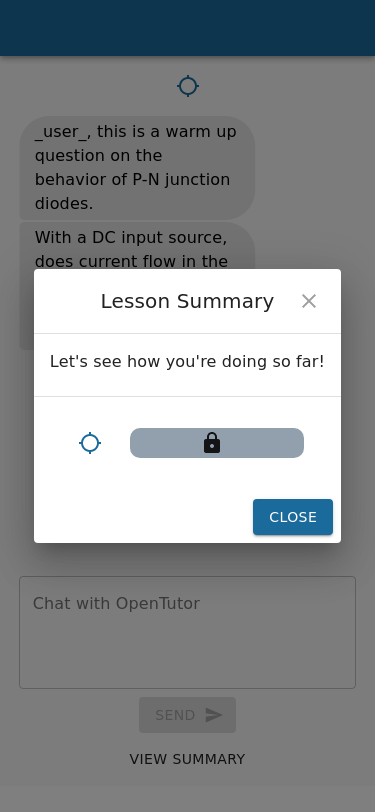 _user_, this is a warm up
question on the
behavior of P-N junction
diodes.
With a DC input source,
does current flow in the
Lesson Summary
Let's see how you're doing so far!
CLOSE
Chat with OpenTutor
SEND
VIEW SUMMARY